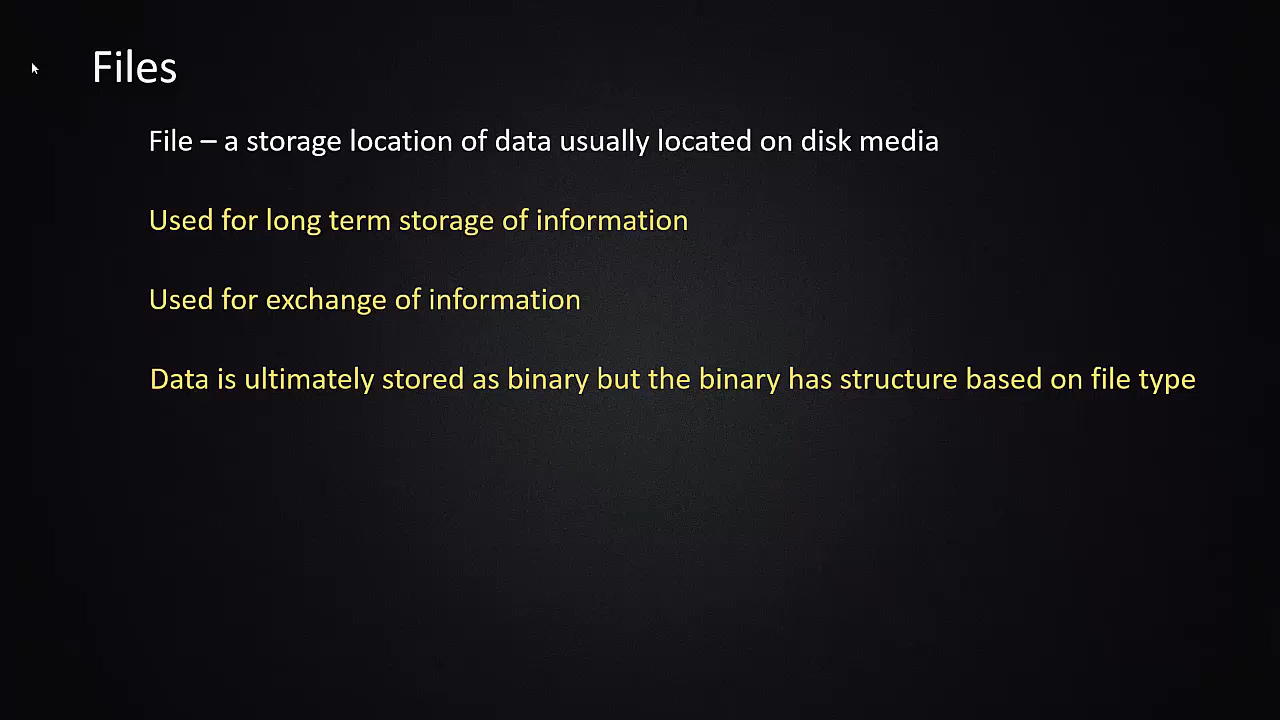 Files
File – a storage location of data usually located on disk media
Used for long term storage of information
Used for exchange of information
Data is ultimately stored as binary but the binary has structure based on file type